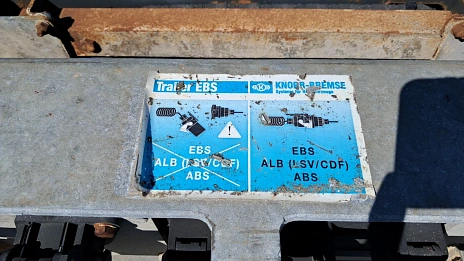 Trailer EBS
KNORR-BREMSE
EBS
ALB (LSV/CDF)
ABS
EBS
ALB (LSV/CDF)
ABS